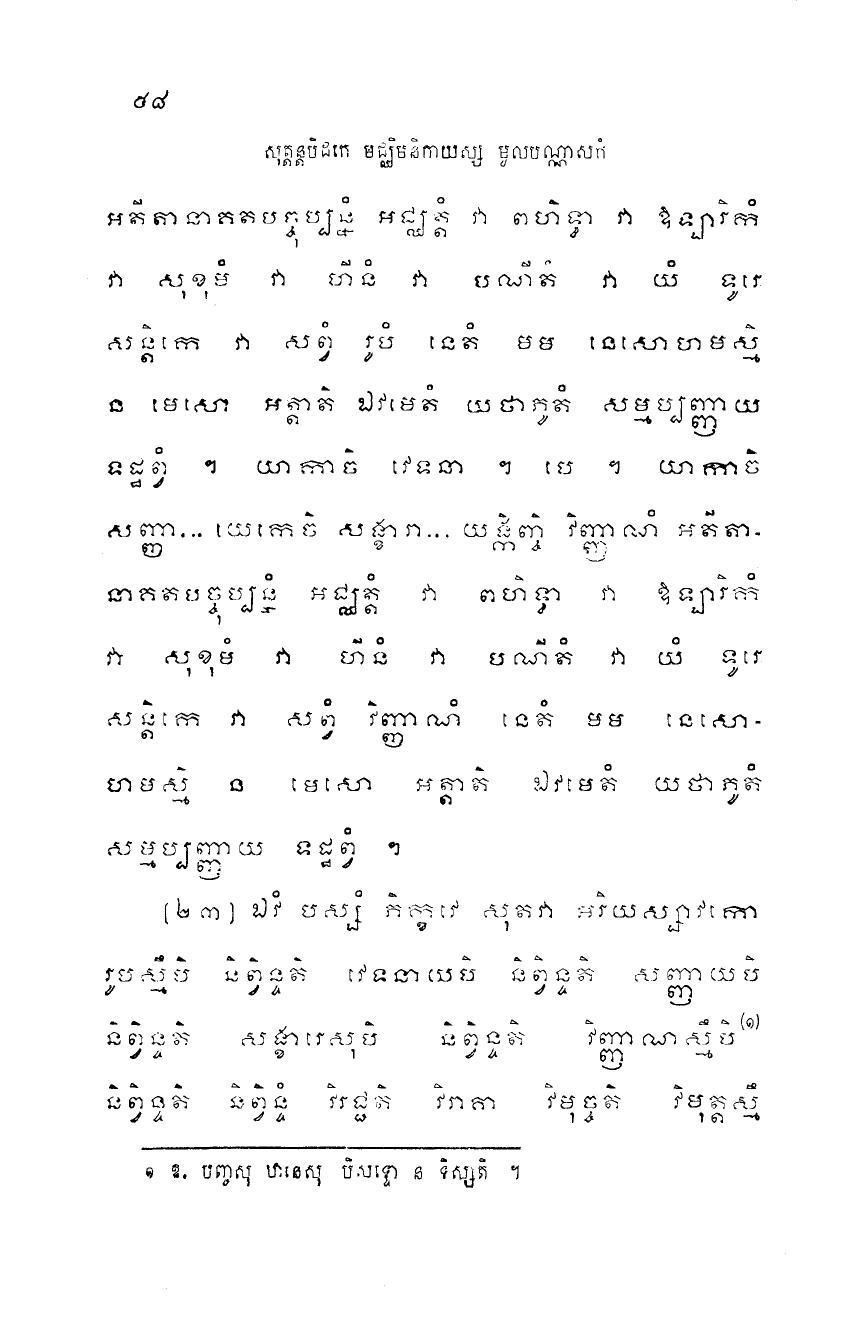 ៥៨
សុត្តន្តបិដកេ មជ្ឈិមនិកាយស្ស មូលបណ្ណាសកំ
អតីតានាគតបច្ចុប្បន្នំ អជ្ឈត្តំ វា ពហិទ្ធា វា ឱឡារិកំ
វា សុខុមំ វា ហីនំ វា បណីតំ វា យំ ទូរេ
សន្តិកេ វា សព្វំ រូបំ នេតំ មម នេសោហមស្មិ
ន មេសោ អត្តាតិ ឯវមេតំ យថាភូតំ សម្មប្បញ្ញាយ
ទដ្ឋព្វំ ។ យាកាចិ វេទនា ។ បេ ។ យាកាចិ
សញ្ញា... យេកេចិ សង្ខារា... យង្កិញ្ចិ វិញ្ញាណំ អតីតា-
នាគតបច្ចុប្បន្នំ អជ្ឈត្តំ វា ពហិទ្ធា វា ឱឡារិកំ
វា សុខុមំ វា ហីនំ វា បណីតំ វា យំ ទូរេ
សន្តិកេ វា សព្វំ វិញ្ញាណំ នេតំ មម នេសោ-
ហមស្មិ ន មេសោ អត្តាតិ ឯវមេតំ យថាភូតំ
សម្មប្បញ្ញាយ ទដ្ឋព្វំ ។
(២៣) ឯវំ បស្សំ ភិក្ខវេ សុតវា អរិយស្សាវកោ
រូបស្មឹបិ និព្វិន្ទតិ វេទនាយបិ និព្វិន្ទតិ សញ្ញាយបិ
និព្វិន្ទតិ សង្ខារេសុបិ និព្វិន្ទតិ វិញ្ញាណស្មឹបិ(១)
និព្វិន្ទតិ និព្វិន្ទំ វិរជ្ជតិ វិរាគា វិមុច្ចតិ វិមុត្តស្មឹ
១ ឱ. បញ្ចសុ ឋានេសុ បិសទ្ទោ ន ទិស្សតិ ។